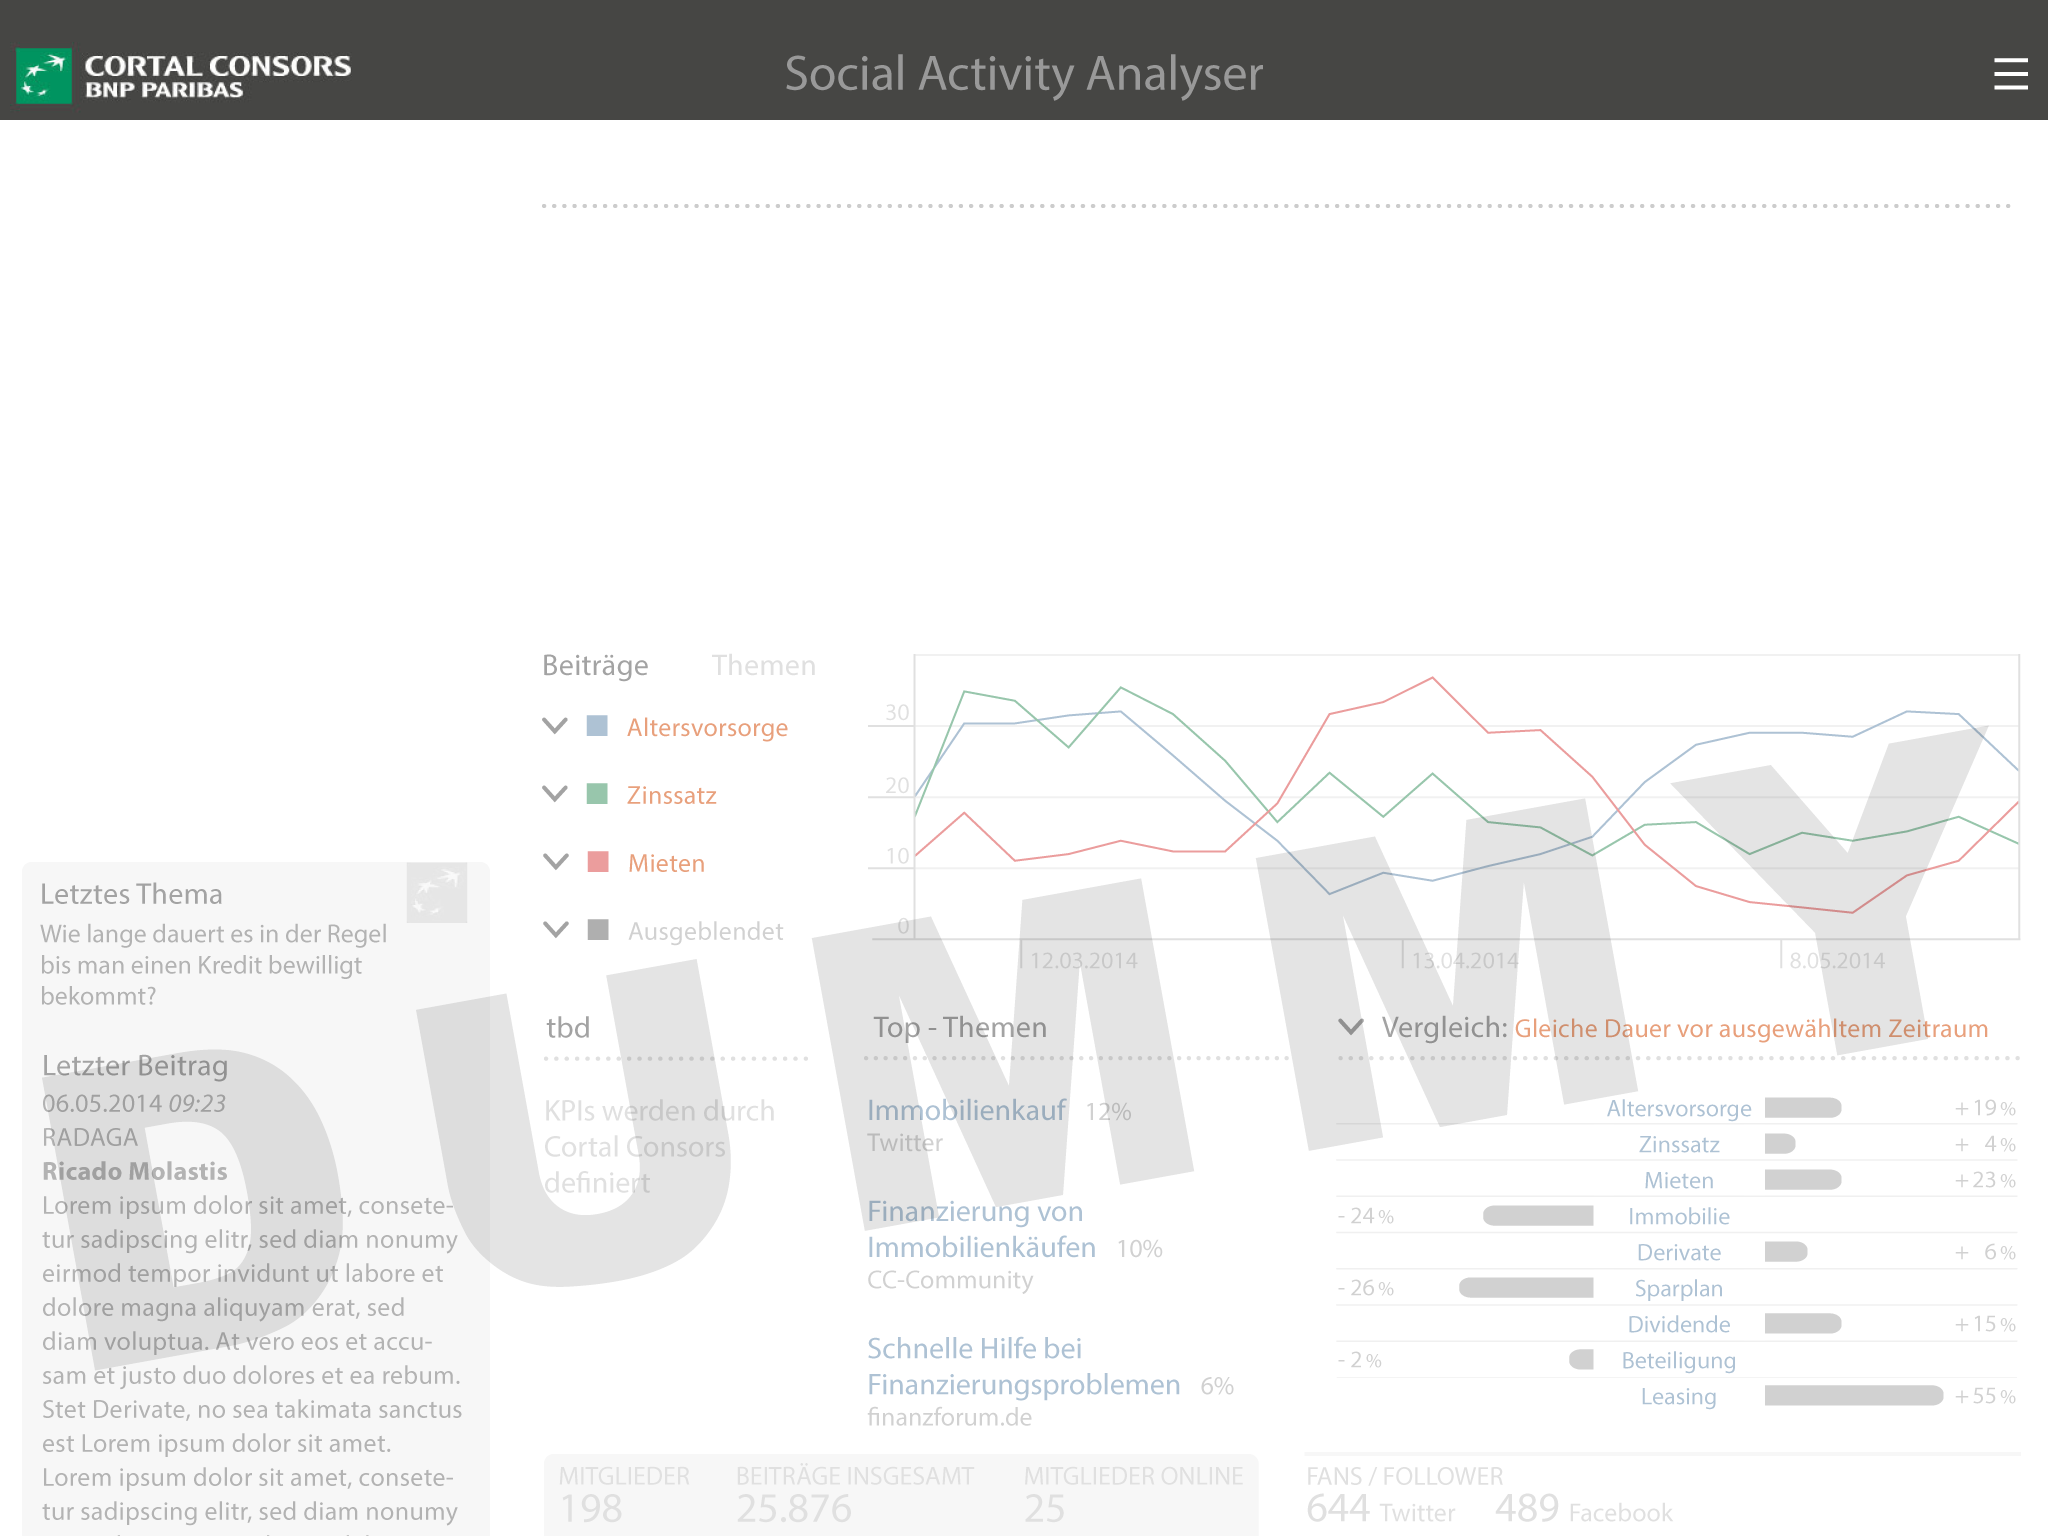 CORTAL CONSORS
BNP PARIBAS
Social Activity Analyser
Letztes Thema
Wie lange dauert es in der Regel
bis man einen Kredit bewilligt
bekommt?
Letzter Beitrag
06.05.2014 09:23
RADAGA
Ricado Molastis
Lorem ipsum dolor sit amet, consete-
tur sadipscing elitr, sed diam nonumy
eirmod tempor invidunt ut labore et
dolore magna aliquyam erat, sed
diam voluptua. At vero eos et accu-
sam et justo duo dolores et ea rebum.
Stet Derivate, no sea takimata sanctus
est Lorem ipsum dolor sit amet.
Lorem ipsum dolor sit amet, consete-
tur sadipscing elitr, sed diam nonumy
Beiträge Themen
Altersvorsorge
Zinssatz
Mieten
Ausgeblendet
30
20
10
0
12.03.2014 13.04.2014 8.05.2014
tbd
KPIs werden durch
Cortal Consors
definiert
Top - Themen
Immobilienkauf 12%
Twitter
Finanzierung von
Immobilienkäufen 10%
CC-Community
Schnelle Hilfe bei
Finanzierungsproblemen 6%
finanzforum.de
Vergleich: Gleiche Dauer vor ausgewähltem Zeitraum
Altersvorsorge + 19 %
Zinssatz + 4 %
Mieten + 23 %
- 24 % Immobilie
Derivate + 6 %
- 26 % Sparplan
Dividende + 15 %
- 2 % Beteiligung
Leasing + 55 %
MITGLIEDER BEITRÄGE INSGESAMT MITGLIEDER ONLINE
198 25.876 25
FANS / FOLLOWER
644 Twitter 489 Facebook
DUMMY